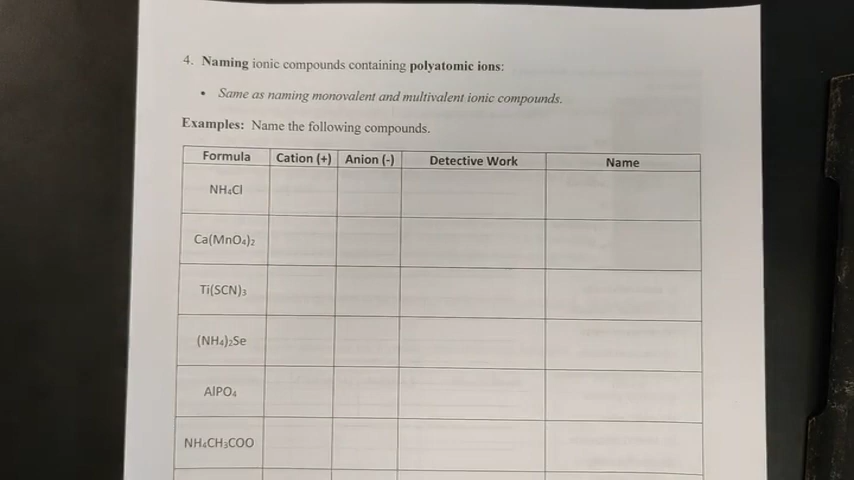 4. Naming ionic compounds containing polyatomic ions:
• Same as naming monovalent and multivalent ionic compounds.
Examples: Name the following compounds.
Formula Cation (+) Anion (-) Detective Work Name
NH₄Cl
Ca(MnO₄)₂
Ti(SCN)₃
(NH₄)₂Se
AlPO₄
NH₄CH₃COO